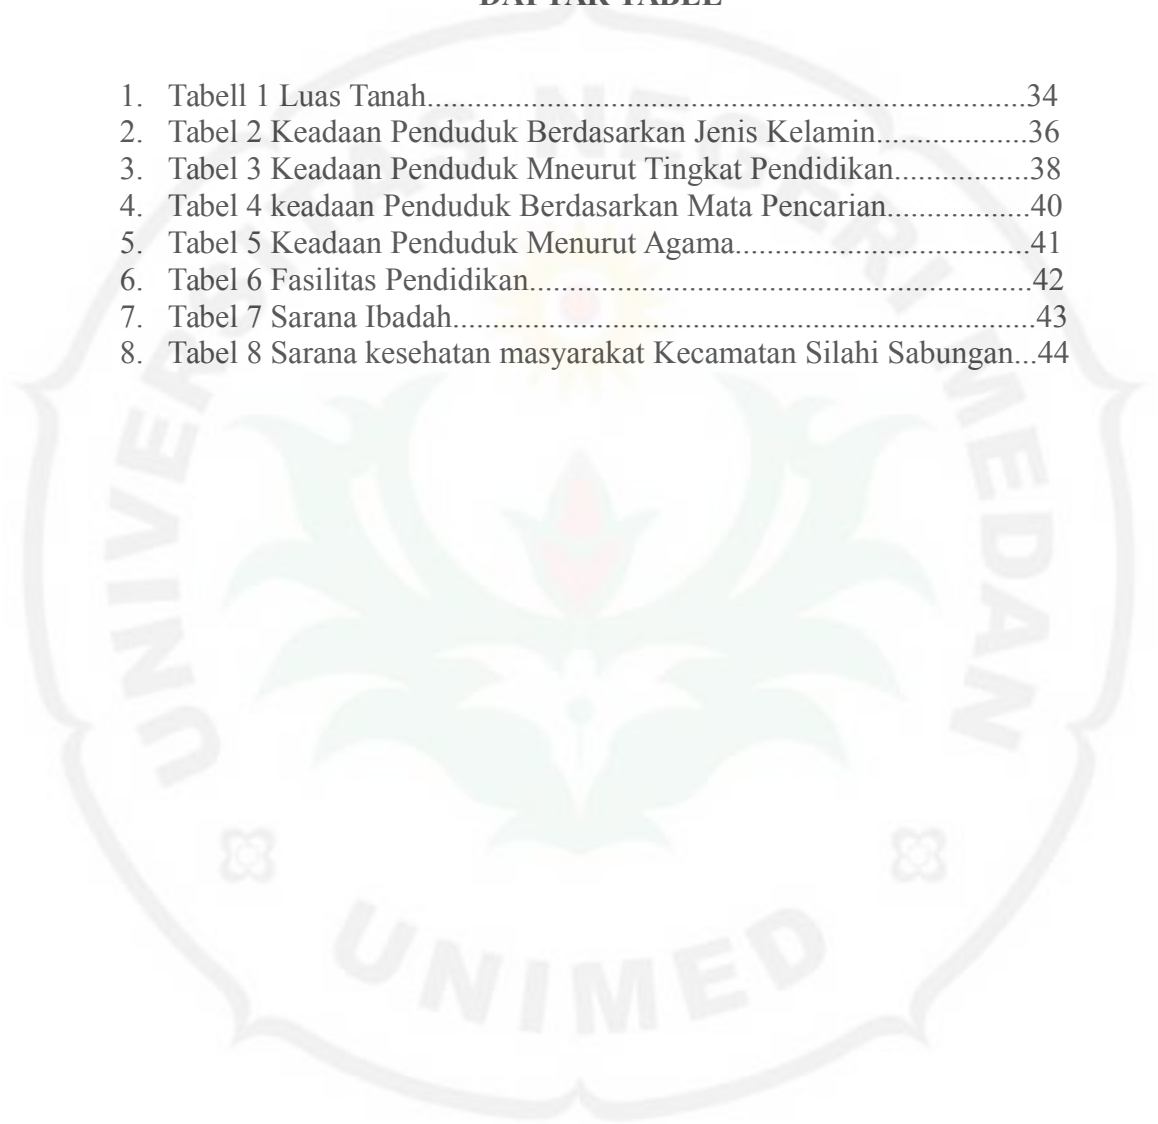 DAFTAR TABEL
1. Tabell 1 Luas Tanah..........................................................................34
2. Tabel 2 Keadaan Penduduk Berdasarkan Jenis Kelamin...................36
3. Tabel 3 Keadaan Penduduk Mneurut Tingkat Pendidikan.................38
4. Tabel 4 keadaan Penduduk Berdasarkan Mata Pencarian..................40
5. Tabel 5 Keadaan Penduduk Menurut Agama.....................................41
6. Tabel 6 Fasilitas Pendidikan...............................................................42
7. Tabel 7 Sarana Ibadah.........................................................................43
8. Tabel 8 Sarana kesehatan masyarakat Kecamatan Silahi Sabungan...44
UNIVERSITAS NEGERI MEDAN
UNIMED